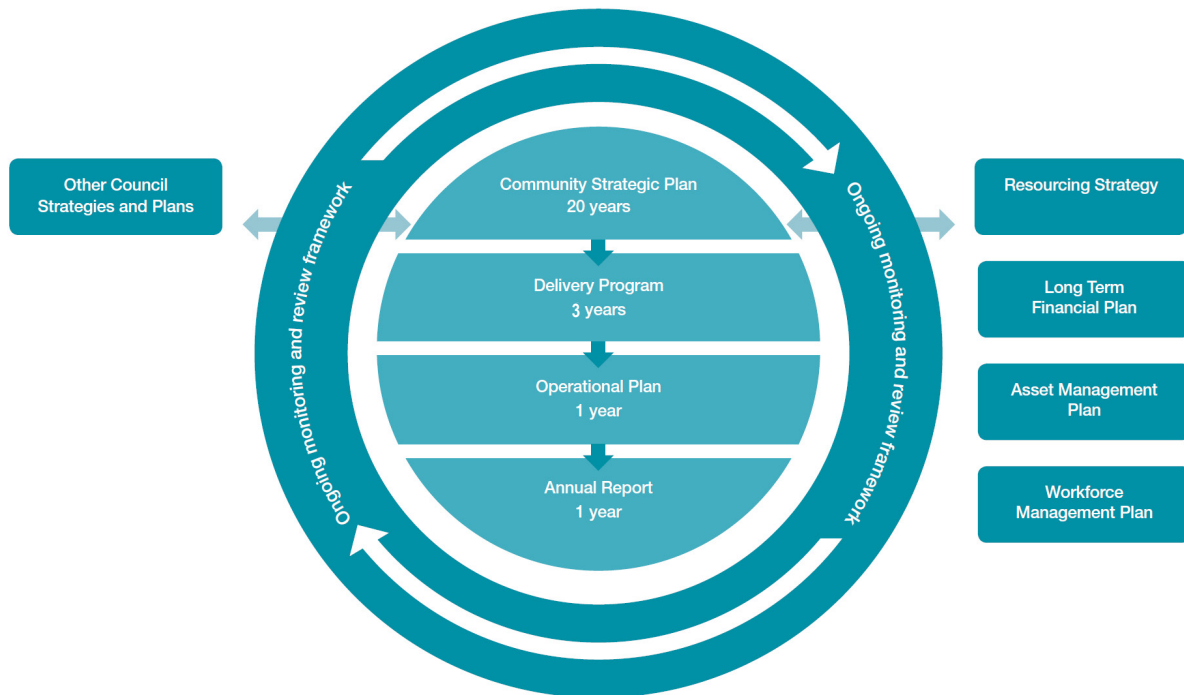 Other Council
Strategies and Plans
Ongoing monitoring and review framework
Community Strategic Plan
20 years
Delivery Program
3 years
Operational Plan
1 year
Annual Report
1 year
Ongoing monitoring and review framework
Resourcing Strategy
Long Term
Financial Plan
Asset Management
Plan
Workforce
Management Plan